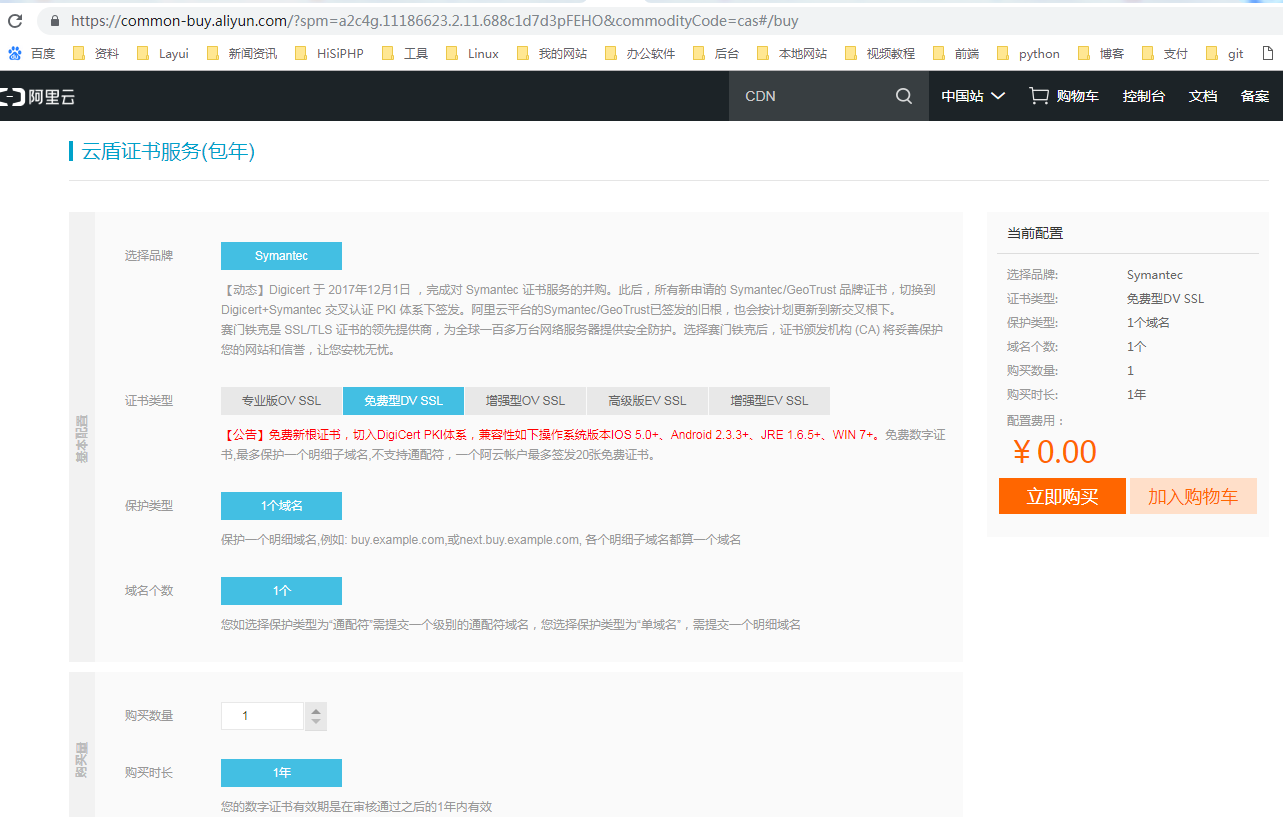 https://common-buy.aliyun.com/?spm=a2c4g.11186623.2.11.688c1d7d3pFEHO&commodityCode=cas#/buy
百度 资料 Layui 新闻资讯 HiSiPHP 工具 Linux 我的网站 办公软件 后台 本地网站 视频教程 前端 python 博客 支付 git
阿里云 CDN 中国站 购物车 控制台 文档 备案
云盾证书服务(包年)
基本配置
选择品牌 Symantec
【动态】Digicert 于 2017年12月1日 ，完成对 Symantec 证书服务的并购。此后，所有新申请的 Symantec/GeoTrust 品牌证书，切换到
Digicert+Symantec 交叉认证 PKI 体系下签发。阿里云平台的Symantec/GeoTrust已签发的旧根，也会按计划更新到新交叉根下。
赛门铁克是 SSL/TLS 证书的领先提供商，为全球一百多万台网络服务器提供安全防护。选择赛门铁克后，证书颁发机构 (CA) 将妥善保护
您的网站和信誉，让您安枕无忧。
证书类型 专业版OV SSL 免费型DV SSL 增强型OV SSL 高级版EV SSL 增强型EV SSL
【公告】免费新根证书，切入DigiCert PKI体系，兼容性如下操作系统版本IOS 5.0+、Android 2.3.3+、JRE 1.6.5+、WIN 7+。免费数字证
书,最多保护一个明细子域名,不支持通配符，一个阿云帐户最多签发20张免费证书。
保护类型 1个域名
保护一个明细域名,例如: buy.example.com,或next.buy.example.com, 各个明细子域名都算一个域名
域名个数 1个
您如选择保护类型为“通配符”需提交一个级别的通配符域名，您选择保护类型为“单域名”，需提交一个明细域名
购买量
购买数量 1
购买时长 1年
您的数字证书有效期是在审核通过之后的1年内有效
当前配置
选择品牌: Symantec
证书类型: 免费型DV SSL
保护类型: 1个域名
域名个数: 1个
购买数量: 1
购买时长: 1年
配置费用：
¥ 0.00
立即购买 加入购物车